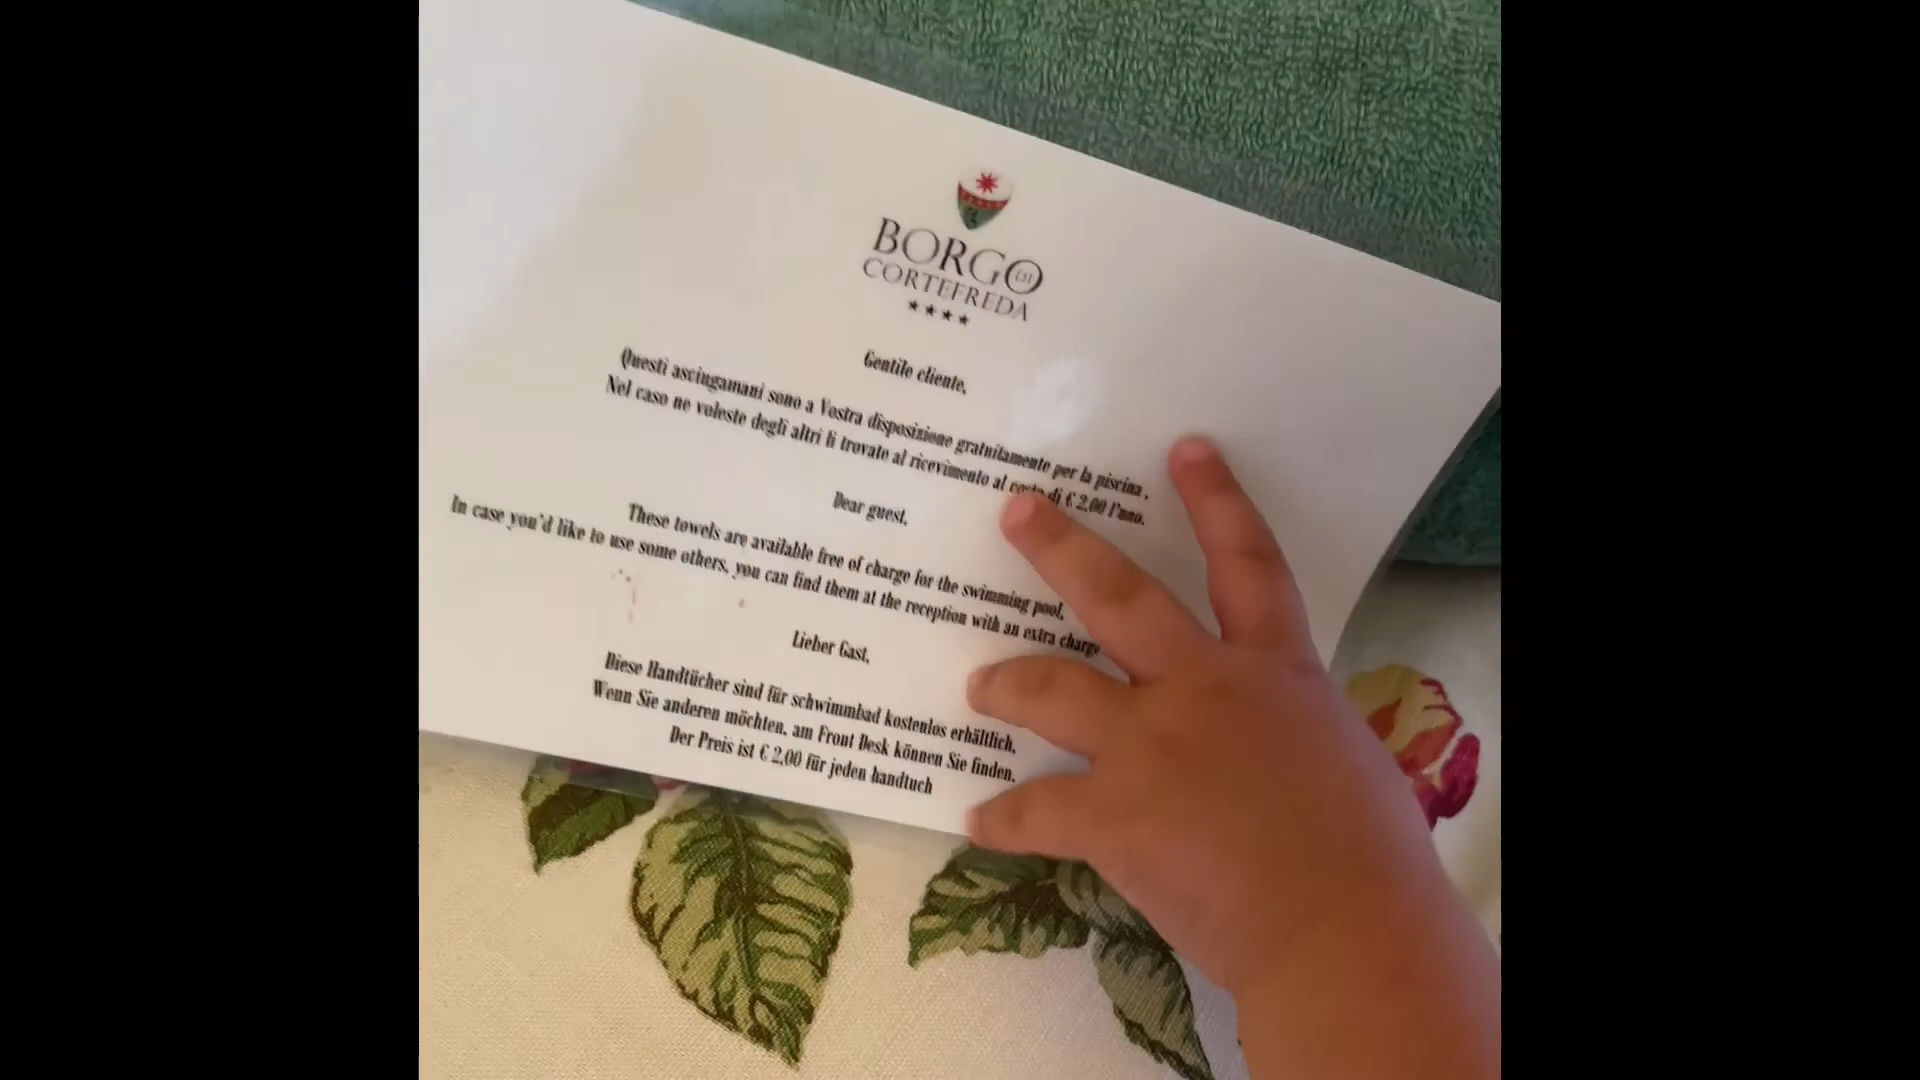 BORGO
DI
CORTEFREDA
★★★★
Gentile cliente,
Questi asciugamani sono a Vostra disposizione gratuitamente per la piscina ,
Nel caso ne voleste degli altri li trovate al ricevimento al costo di € 2,00 l'uno.
Dear guest,
These towels are available free of charge for the swimming pool,
In case you'd like to use some others, you can find them at the reception with an extra charge
Lieber Gast,
Diese Handtücher sind für schwimmbad kostenlos erhältlich,
Wenn Sie anderen möchten, am Front Desk können Sie finden,
Der Preis ist € 2,00 für jeden handtuch